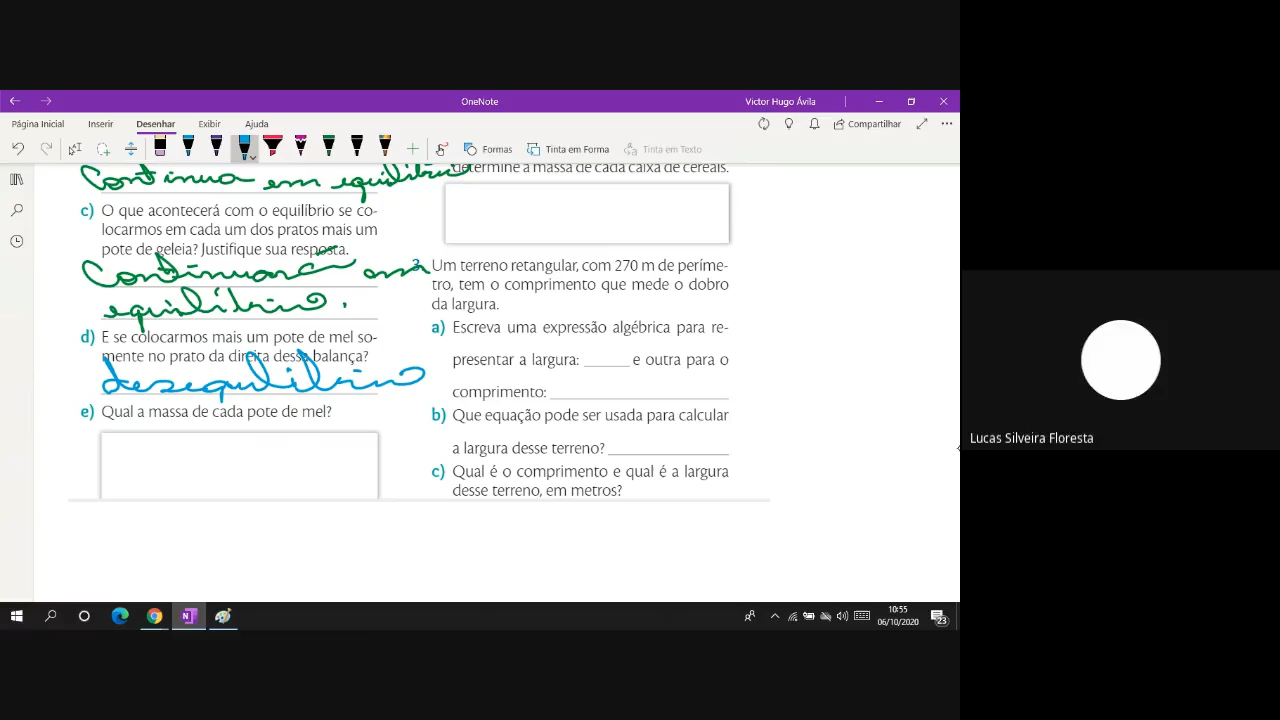 OneNote
Victor Hugo Ávila
Página Inicial
Inserir
Desenhar
Exibir
Ajuda
Compartilhar
Formas
Tinta em Forma
Tinta em Texto
Continua em equilíbrio
c) O que acontecerá com o equilíbrio se co-
locarmos em cada um dos pratos mais um
pote de geleia? Justifique sua resposta.
Continuará em
equilíbrio.
d) E se colocarmos mais um pote de mel so-
mente no prato da direita dessa balança?
desequilíbrio
e) Qual a massa de cada pote de mel?
determine a massa de cada caixa de cereais.
3 Um terreno retangular, com 270 m de períme-
tro, tem o comprimento que mede o dobro
da largura.
a) Escreva uma expressão algébrica para re-
presentar a largura: ______ e outra para o
comprimento: ______
b) Que equação pode ser usada para calcular
a largura desse terreno? ______
c) Qual é o comprimento e qual é a largura
desse terreno, em metros?
Lucas Silveira Floresta
10:55
06/10/2020
23